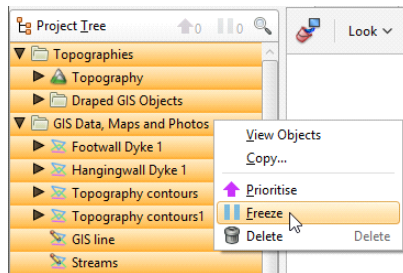 Project Tree
0
0
Look
Topographies
Topography
Draped GIS Objects
GIS Data, Maps and Photos
Footwall Dyke 1
Hangingwall Dyke 1
Topography contours
Topography contours1
GIS line
Streams
View Objects
Copy...
Prioritise
Freeze
Delete Delete